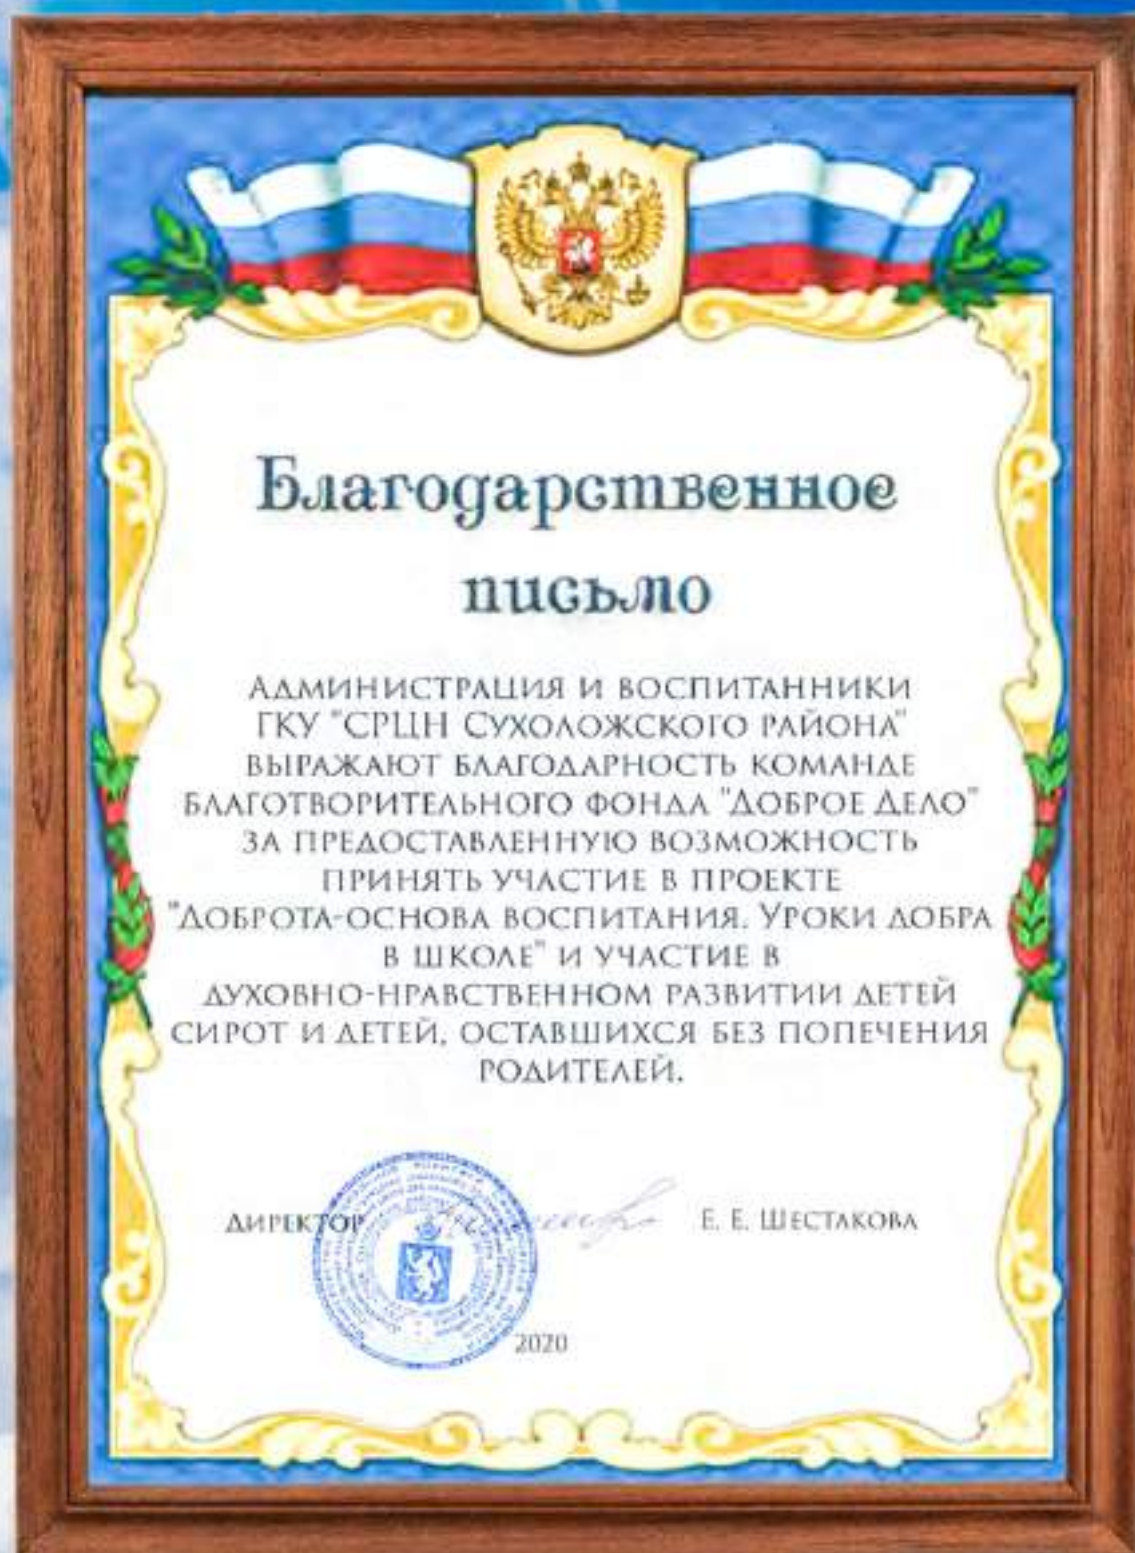 Благодарственное
письмо
Администрация и воспитанники
ГКУ "СРЦН Сухоложского района"
выражают благодарность команде
благотворительного фонда "Доброе Дело"
за предоставленную возможность
принять участие в проекте
"Доброта-основа воспитания. Уроки добра
в школе" и участие в
духовно-нравственном развитии детей
сирот и детей, оставшихся без попечения
родителей.
Директор Е. Е. Шестакова
2020